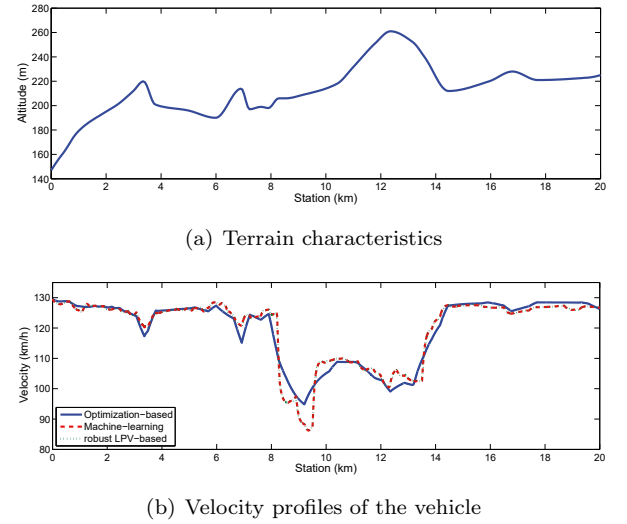 280
260
240
220
200
180
160
140
Altitude (m)
0 2 4 6 8 10 12 14 16 18 20
Station (km)
(a) Terrain characteristics
130
120
110
100
90
80
Velocity (km/h)
Optimization−based
Machine−learning
robust LPV−based
0 2 4 6 8 10 12 14 16 18 20
Station (km)
(b) Velocity profiles of the vehicle